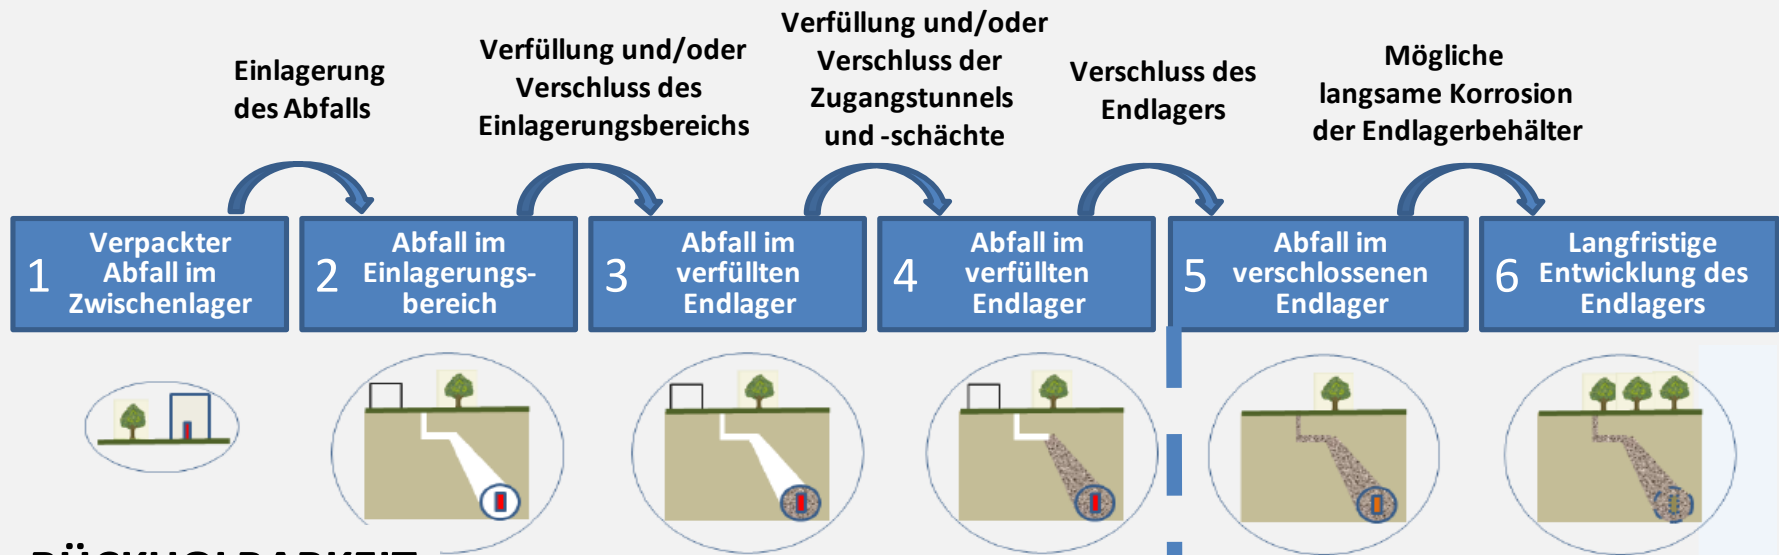 Einlagerung
des Abfalls
Verfüllung und/oder
Verschluss des
Einlagerungsbereichs
Verfüllung und/oder
Verschluss der
Zugangstunnels
und -schächte
Verschluss des
Endlagers
Mögliche
langsame Korrosion
der Endlagerbehälter
1
Verpackter
Abfall im
Zwischenlager
2
Abfall im
Einlagerungs-
bereich
3
Abfall im
verfüllten
Endlager
4
Abfall im
verfüllten
Endlager
5
Abfall im
verschlossenen
Endlager
6
Langfristige
Entwicklung des
Endlagers
RÜCKHOLBARKEIT